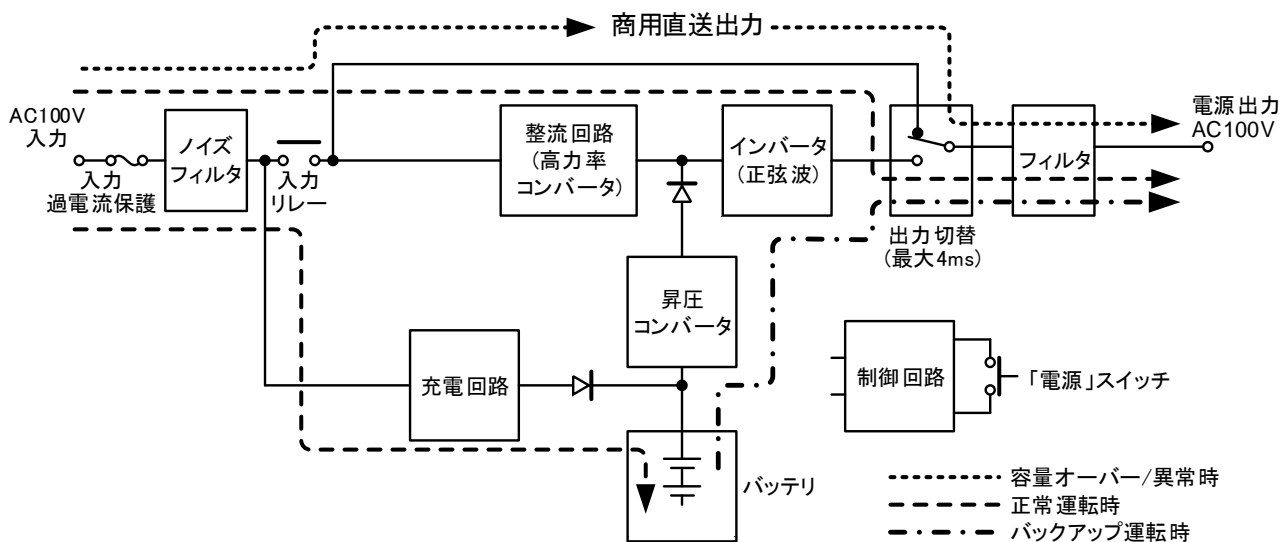 商用直送出力
AC100V
入力
ノイズ
フィルタ
入力
過電流保護
入力
リレー
整流回路
(高力率
コンバータ)
インバータ
(正弦波)
フィルタ
電源出力
AC100V
出力切替
(最大4ms)
昇圧
コンバータ
充電回路
制御回路
「電源」スイッチ
バッテリ
容量オーバー/異常時
正常運転時
バックアップ運転時